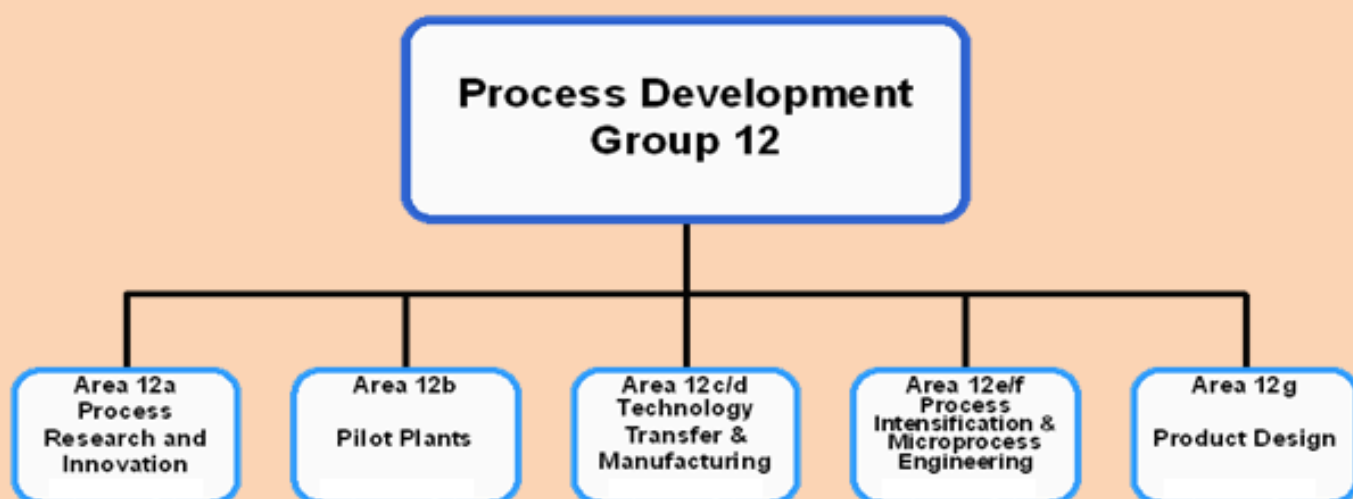 Process Development
Group 12
Area 12a
Process
Research and
Innovation
Area 12b
Pilot Plants
Area 12c/d
Technology
Transfer &
Manufacturing
Area 12e/f
Process
Intensification &
Microprocess
Engineering
Area 12g
Product Design